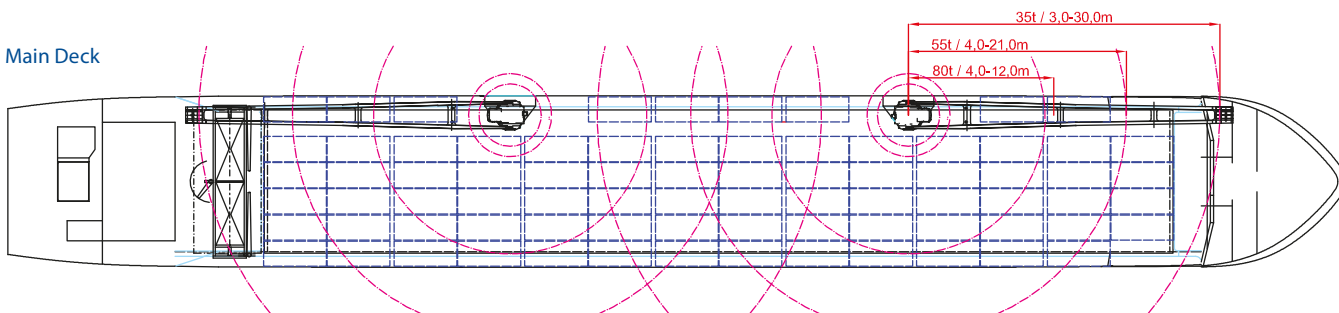 35t / 3,0-30,0m
Main Deck
55t / 4,0-21,0m
80t / 4,0-12,0m